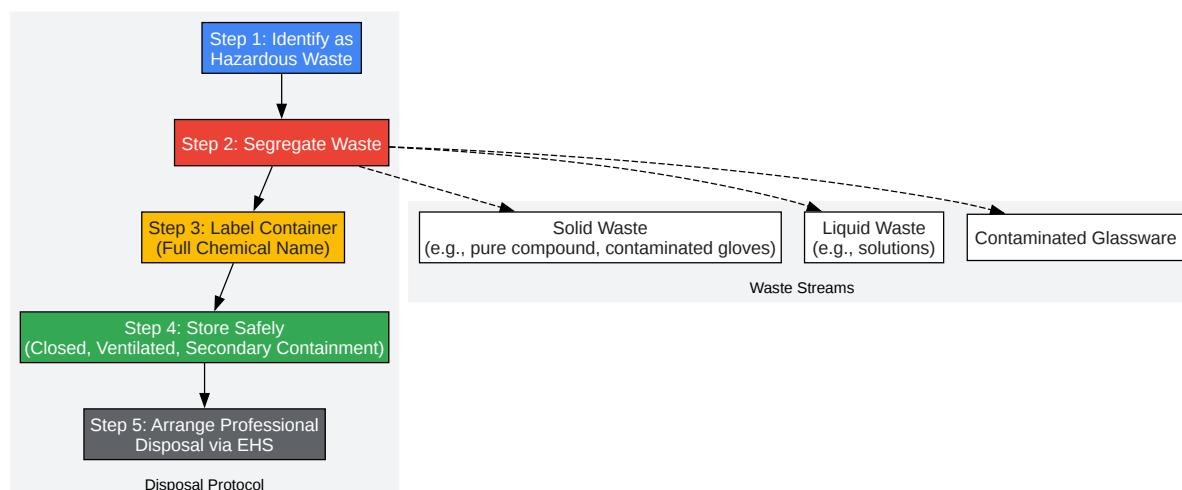 Step 1: Identify as
Hazardous Waste
Step 2: Segregate Waste
Step 3: Label Container
(Full Chemical Name)
Solid Waste
(e.g., pure compound, contaminated gloves)
Liquid Waste
(e.g., solutions)
Contaminated Glassware
Waste Streams
Step 4: Store Safely
(Closed, Ventilated, Secondary Containment)
Step 5: Arrange Professional
Disposal via EHS
Disposal Protocol